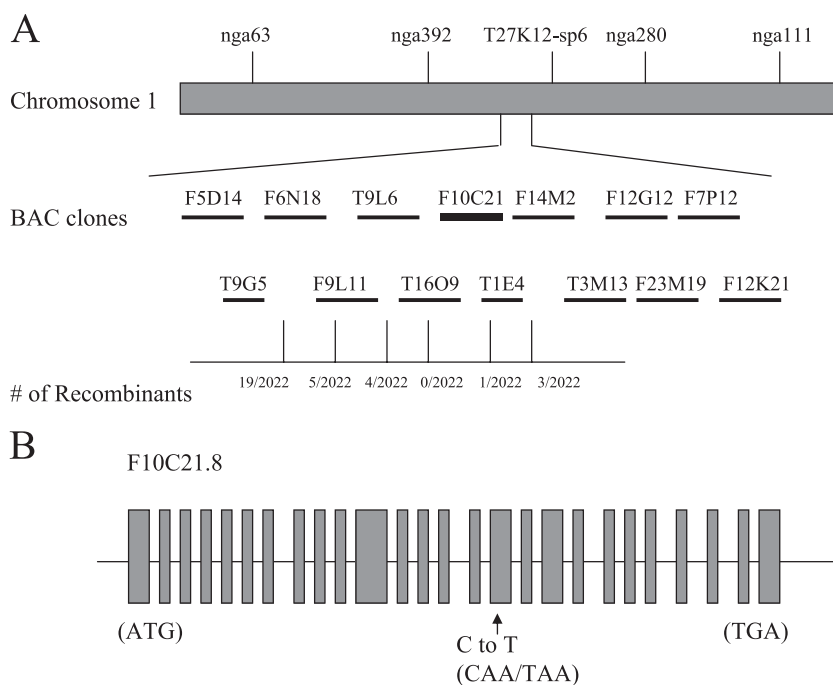 A
nga63 nga392 T27K12-sp6 nga280 nga111
Chromosome 1
F5D14 F6N18 T9L6 F10C21 F14M2 F12G12 F7P12
BAC clones
T9G5 F9L11 T16O9 T1E4 T3M13 F23M19 F12K21
19/2022 5/2022 4/2022 0/2022 1/2022 3/2022
# of Recombinants
B
F10C21.8
(ATG) (TGA)
C to T
(CAA/TAA)